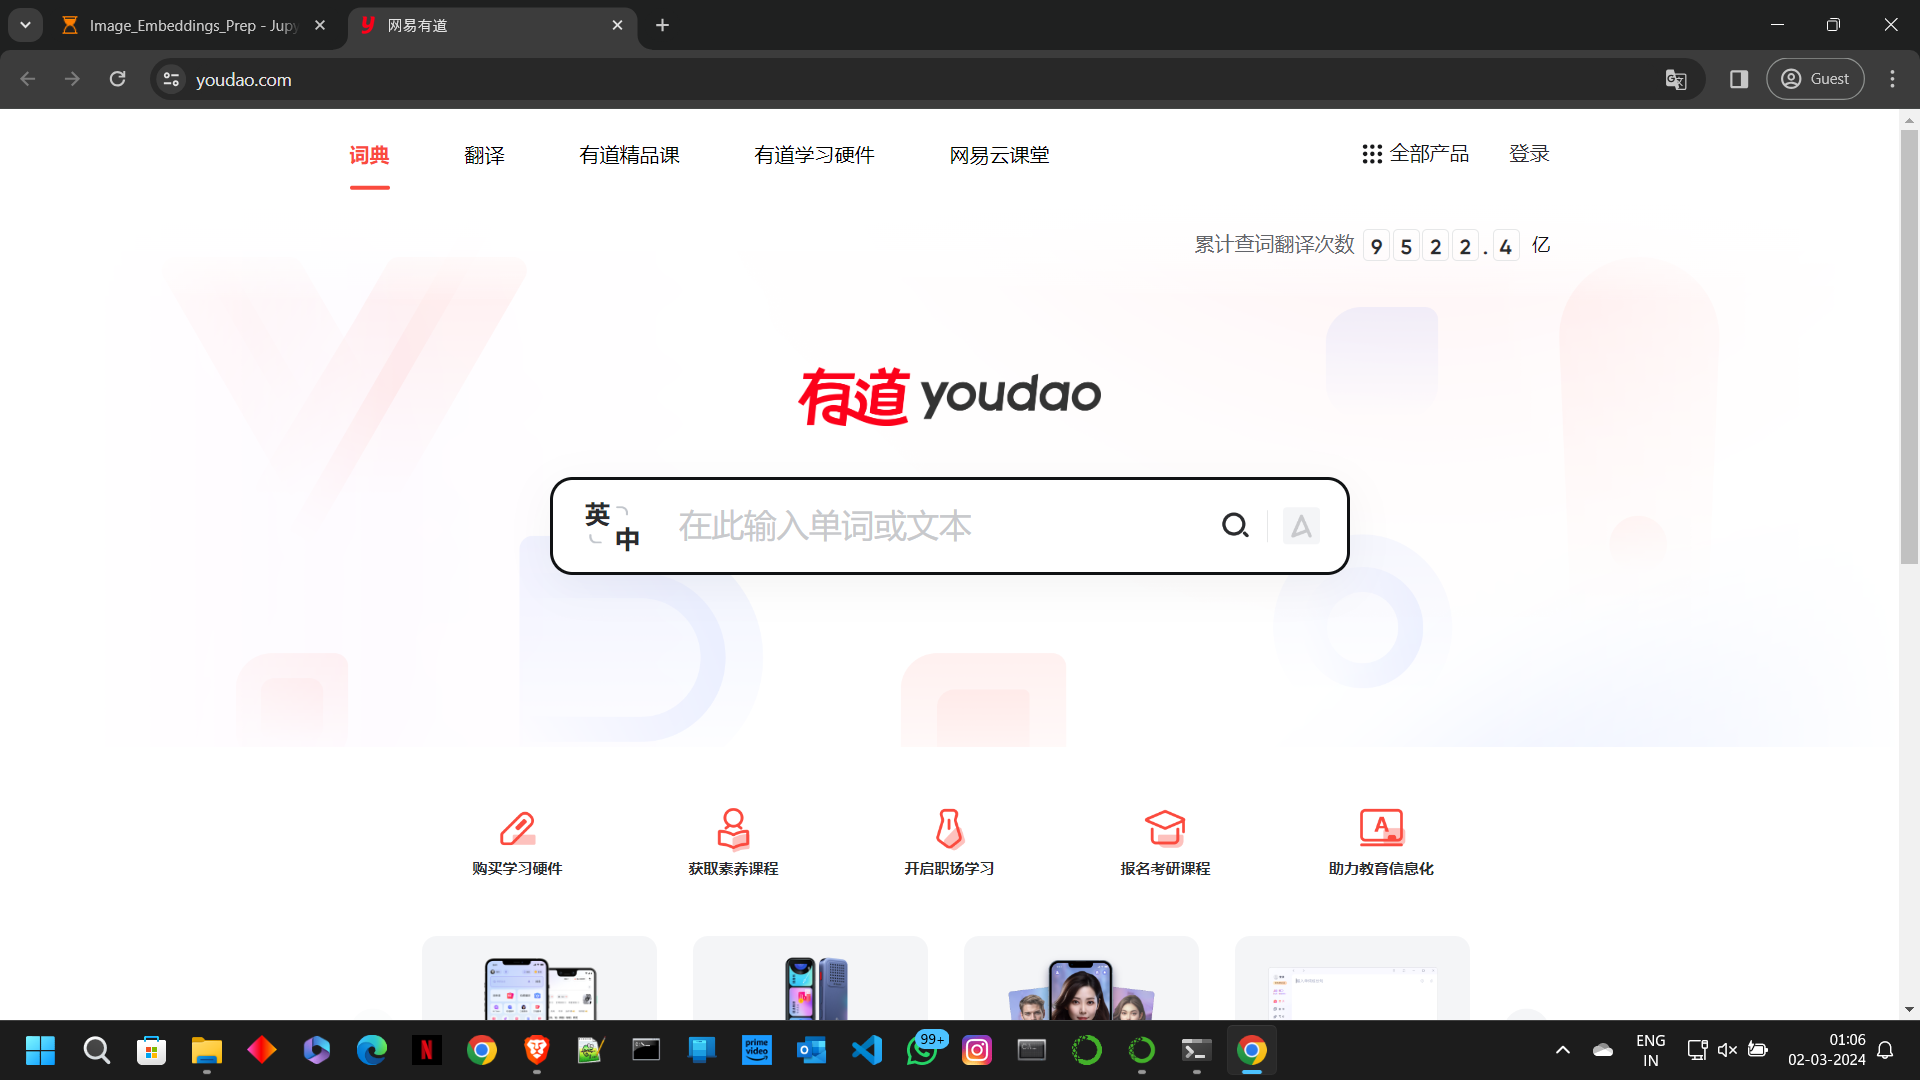 Image_Embeddings_Prep - Jupy
网易有道
youdao.com
Guest
词典 翻译 有道精品课 有道学习硬件 网易云课堂 全部产品 登录
累计查词翻译次数 9522.4 亿
有道 youdao
英中 在此输入单词或文本
购买学习硬件 获取素养课程 开启职场学习 报名考研课程 助力教育信息化
prime video
99+
ENG
IN
01:06
02-03-2024